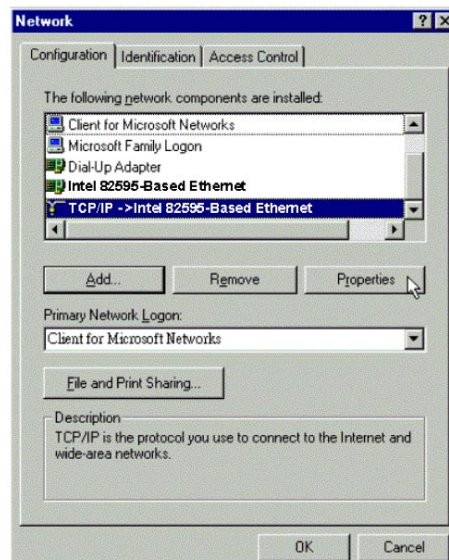 Network
Configuration Identification Access Control
The following network components are installed:
Client for Microsoft Networks
Microsoft Family Logon
Dial-Up Adapter
Intel 82595-Based Ethernet
TCP/IP ->Intel 82595-Based Ethernet
Add... Remove Properties
Primary Network Logon:
Client for Microsoft Networks
File and Print Sharing...
Description
TCP/IP is the protocol you use to connect to the Internet and
wide-area networks.
OK Cancel